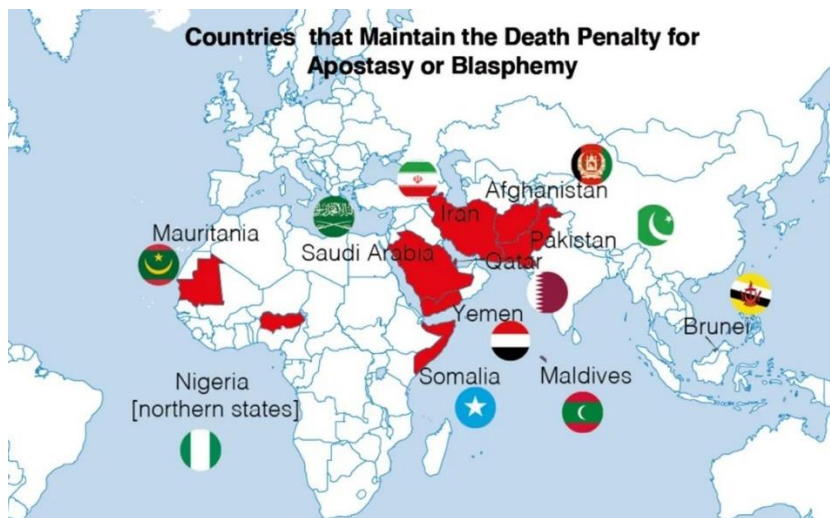 Countries that Maintain the Death Penalty for
Apostasy or Blasphemy
Afghanistan
Iran
Mauritania
Pakistan
Saudi Arabia
Qatar
Yemen
Brunei
Nigeria
[northern states]
Somalia
Maldives